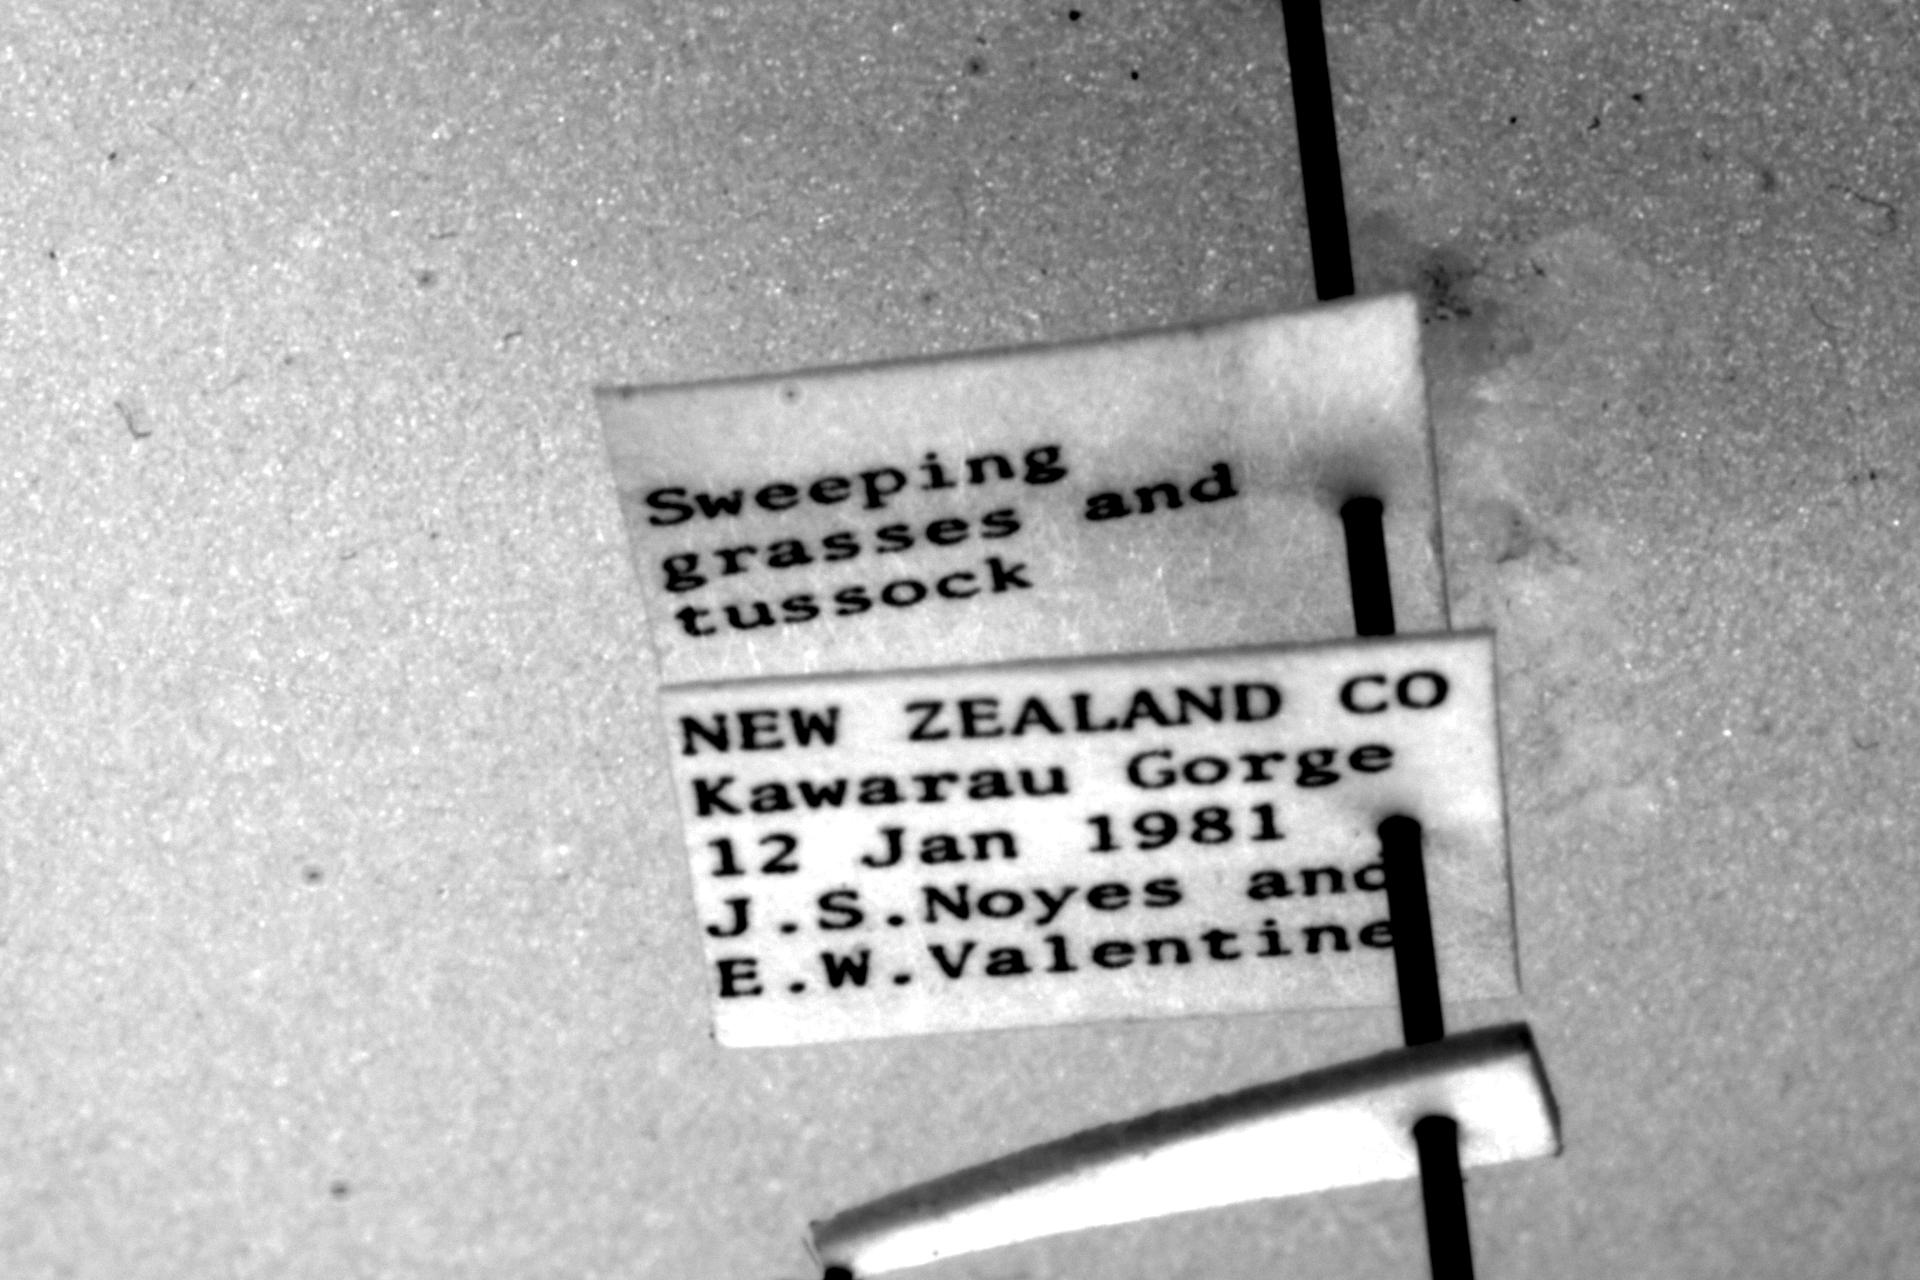 Sweeping
grasses and
tussock
NEW ZEALAND CO
Kawarau Gorge
12 Jan 1981
J.S.Noyes and
E.W.Valentine